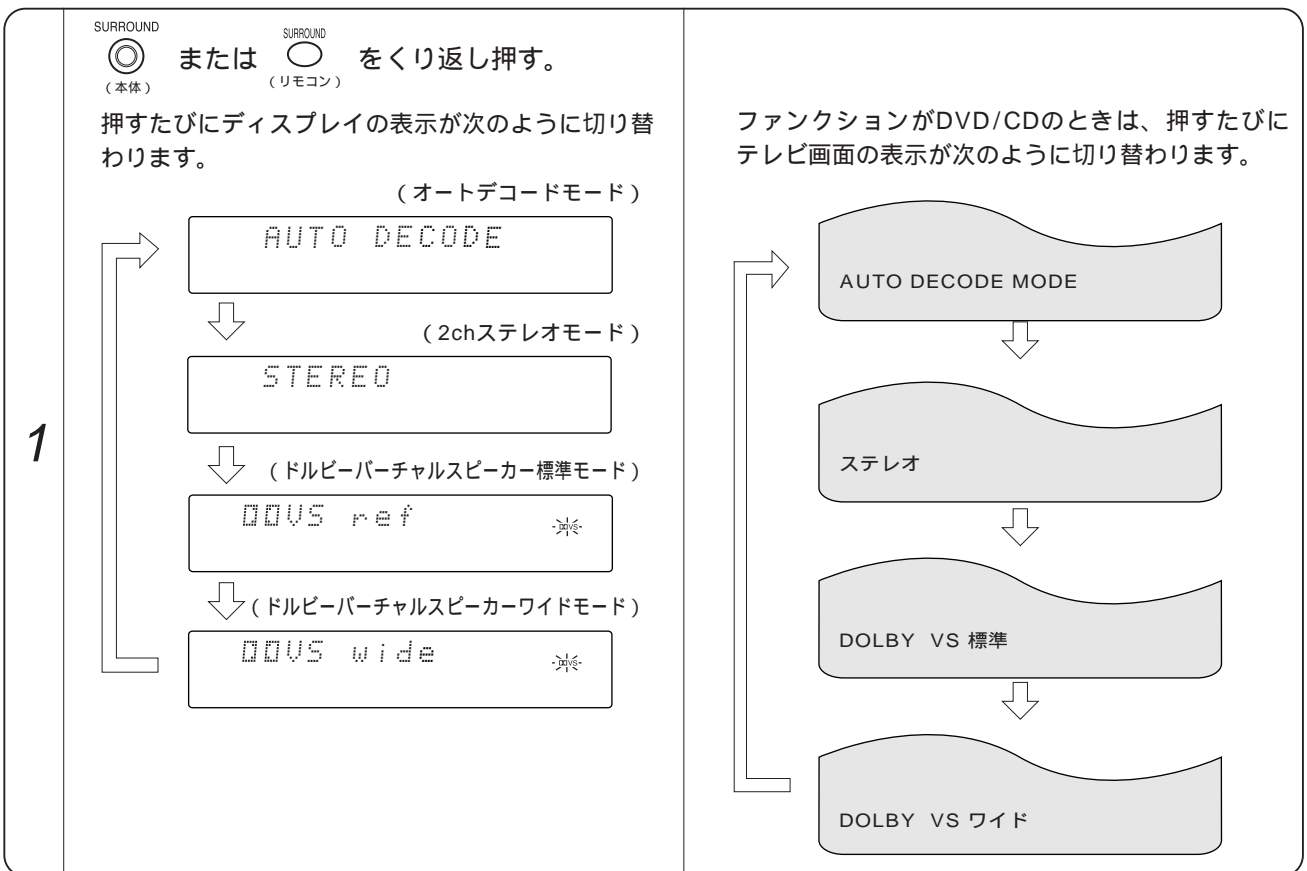 1
SURROUND SURROUND
または をくり返し押す。
(本体) (リモコン)
押すたびにディスプレイの表示が次のように切り替
わります。
(オートデコードモード)
AUTO DECODE
(2chステレオモード)
STEREO
(ドルビーバーチャルスピーカー標準モード)
▯▯VS ref -▯▯VS-
(ドルビーバーチャルスピーカーワイドモード)
▯▯VS wide -▯▯VS-
ファンクションがDVD/CDのときは、押すたびに
テレビ画面の表示が次のように切り替わります。
AUTO DECODE MODE
ステレオ
DOLBY VS 標準
DOLBY VS ワイド